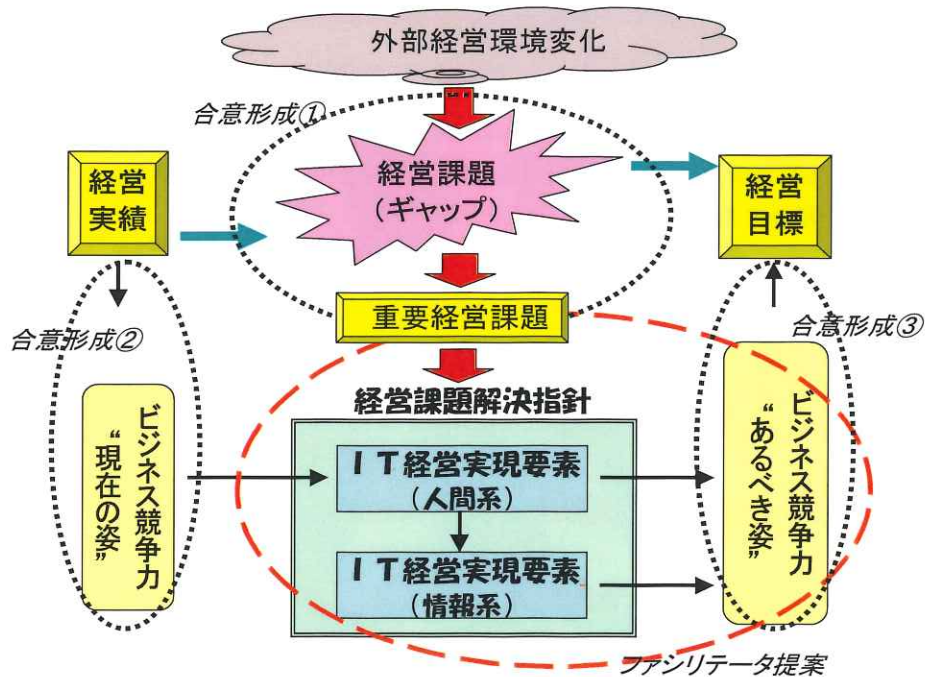 外部経営環境変化
合意形成①
経営
実績
経営課題
(ギャップ)
経営
目標
重要経営課題
合意形成②
合意形成③
経営課題解決指針
ビジネス競争力
“現在の姿”
ＩＴ経営実現要素
(人間系)
ＩＴ経営実現要素
(情報系)
ビジネス競争力
“あるべき姿”
ファシリテータ提案